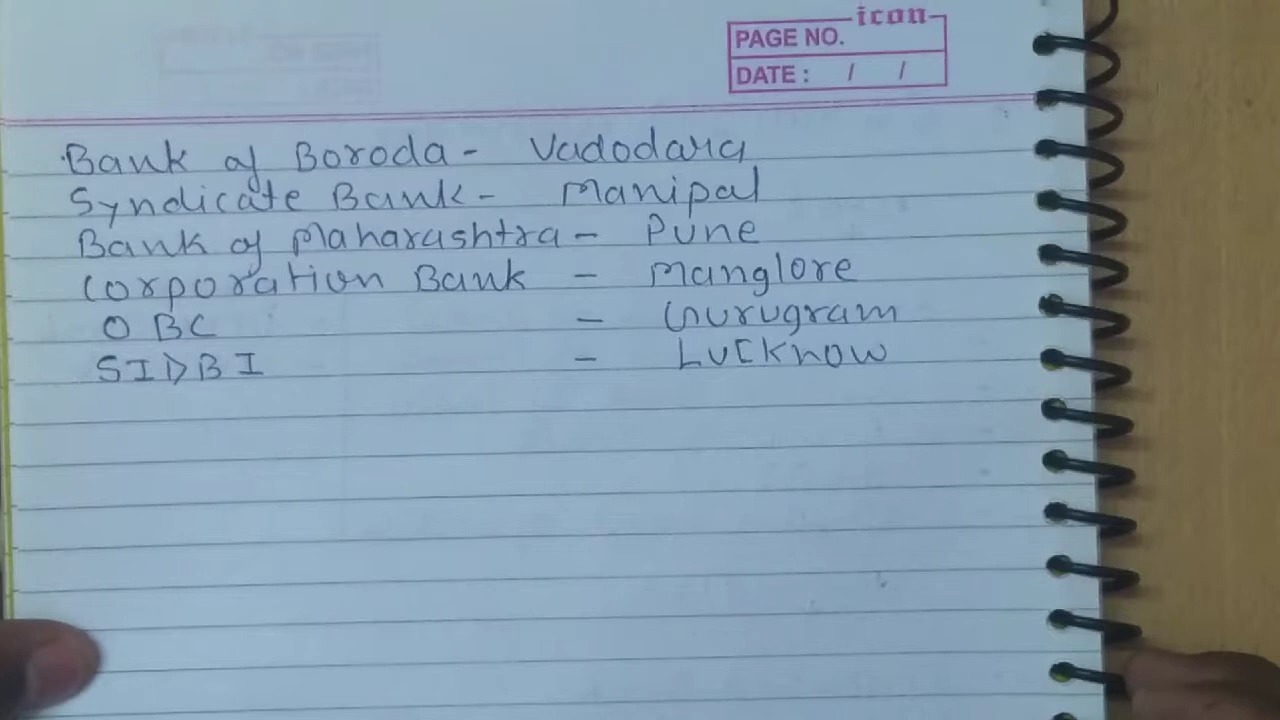 icon
PAGE NO.
DATE : / /
Bank of Boroda - Vadodara
Syndicate Bank - Manipal
Bank of Maharashtra - Pune
Corporation Bank - Manglore
OBC - Gurugram
SIDBI - Lucknow